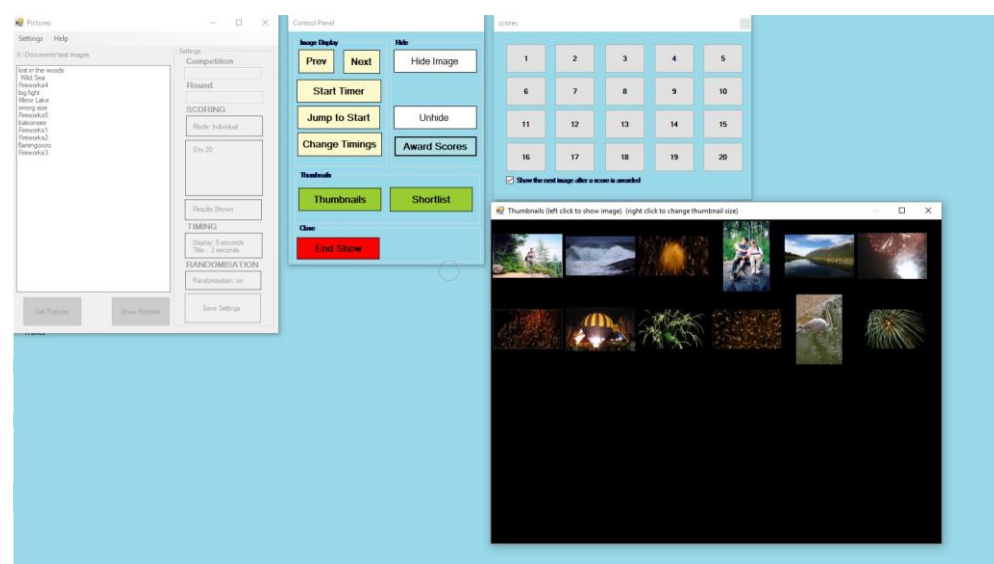 Pictures
Settings Help
X:\Documents\test images
lost in the woods
Wild Sea
Fireworks4
big fight
Mirror Lake
wrong size
Fireworks5
baloonees
Fireworks1
Fireworks2
flamingoooo
Fireworks3
Get Pictures
Show Pictures
Settings
Competition
Round
SCORING
Mode: Individual
0 to 20
Results Shown
TIMING
Display: 5 seconds
Title : 2 seconds
RANDOMISATION
Randomisation: on
Save Settings
Control Panel
Image Display
Prev Next
Start Timer
Jump to Start
Change Timings
Hide
Hide Image
Unhide
Award Scores
Thumbnails
Thumbnails Shortlist
Close
End Show
scores
1 2 3 4 5
6 7 8 9 10
11 12 13 14 15
16 17 18 19 20
Show the next image after a score is awarded
Thumbnails (left click to show image) (right click to change thumbnail size)